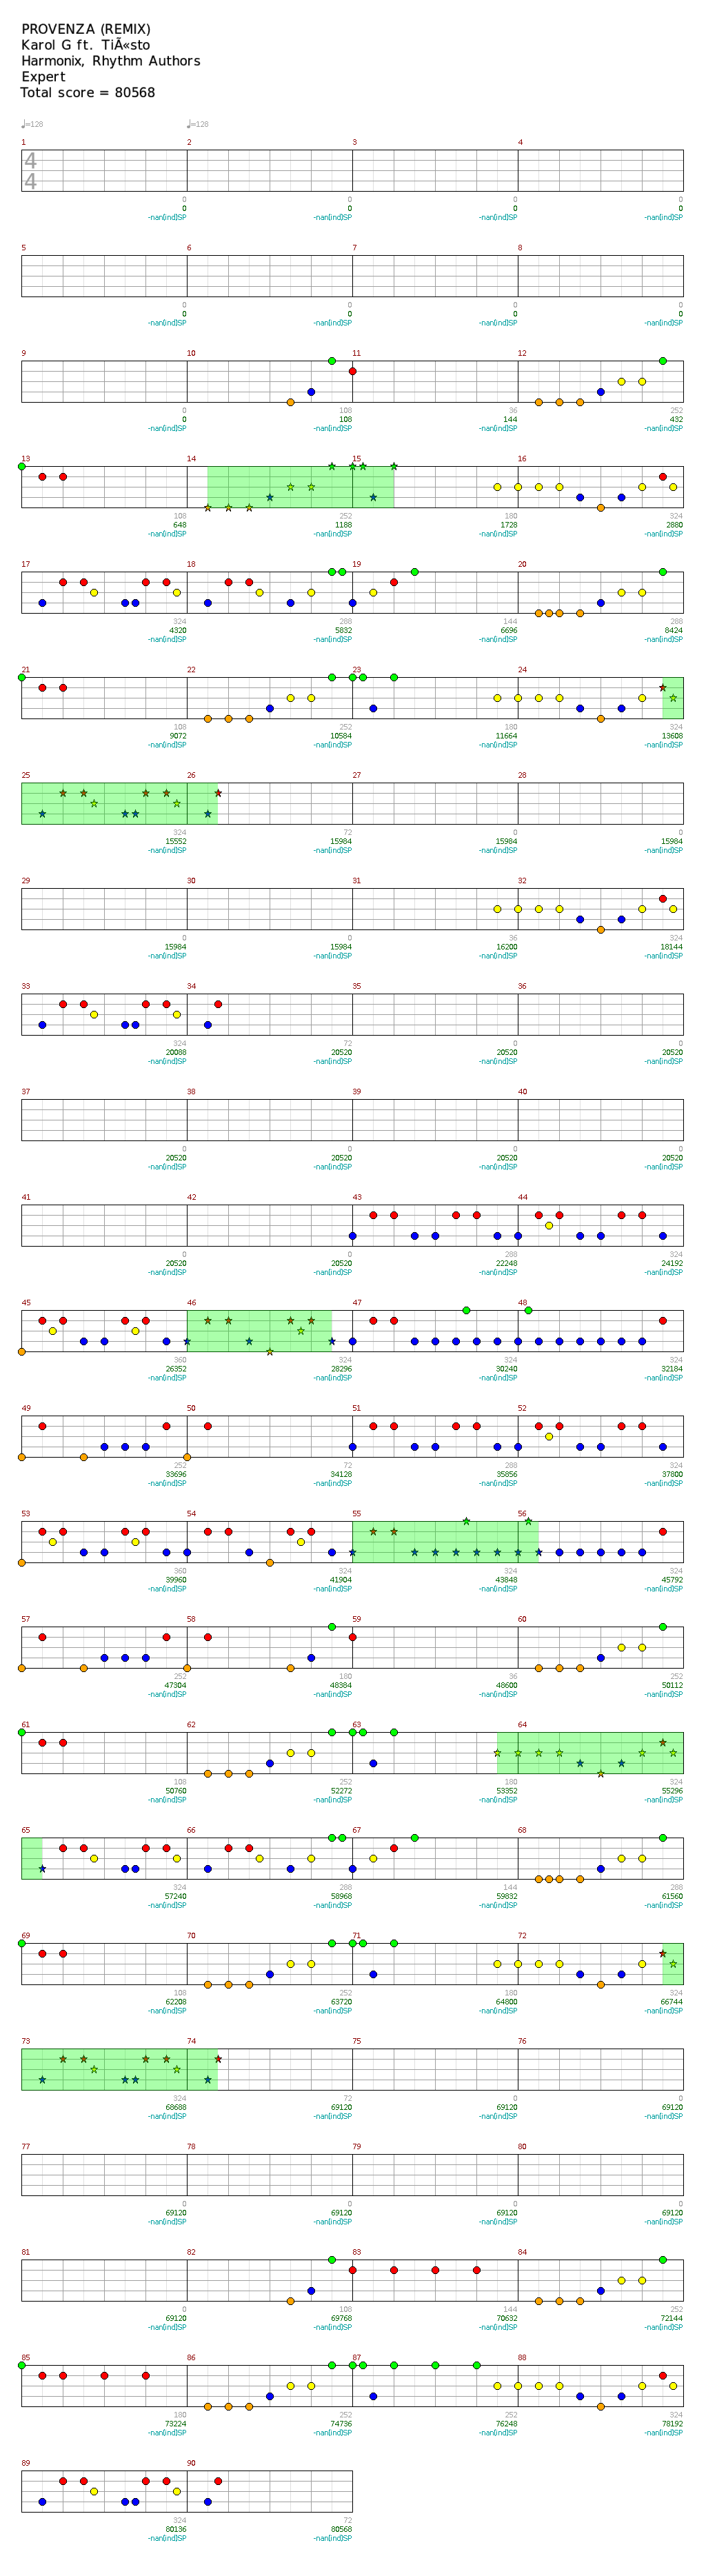 PROVENZA (REMIX)
Karol G ft. TiÃ«sto
Harmonix, Rhythm Authors
Expert
Total score = 80568
♩=128 ♩=128
1 2 3 4
4
4
0 0 0 0
0 0 0 0
-nan(ind)SP -nan(ind)SP -nan(ind)SP -nan(ind)SP
5 6 7 8
0 0 0 0
0 0 0 0
-nan(ind)SP -nan(ind)SP -nan(ind)SP -nan(ind)SP
9 10 11 12
0 108 36 252
0 108 144 432
-nan(ind)SP -nan(ind)SP -nan(ind)SP -nan(ind)SP
13 14 15 16
108 252 180 324
648 1188 1728 2880
-nan(ind)SP -nan(ind)SP -nan(ind)SP -nan(ind)SP
17 18 19 20
324 288 144 288
4320 5832 6696 8424
-nan(ind)SP -nan(ind)SP -nan(ind)SP -nan(ind)SP
21 22 23 24
108 252 180 324
9072 10584 11664 13608
-nan(ind)SP -nan(ind)SP -nan(ind)SP -nan(ind)SP
25 26 27 28
324 72 0 0
15552 15984 15984 15984
-nan(ind)SP -nan(ind)SP -nan(ind)SP -nan(ind)SP
29 30 31 32
0 0 36 324
15984 15984 16200 18144
-nan(ind)SP -nan(ind)SP -nan(ind)SP -nan(ind)SP
33 34 35 36
324 72 0 0
20088 20520 20520 20520
-nan(ind)SP -nan(ind)SP -nan(ind)SP -nan(ind)SP
37 38 39 40
0 0 0 0
20520 20520 20520 20520
-nan(ind)SP -nan(ind)SP -nan(ind)SP -nan(ind)SP
41 42 43 44
0 0 288 324
20520 20520 22248 24192
-nan(ind)SP -nan(ind)SP -nan(ind)SP -nan(ind)SP
45 46 47 48
360 324 324 324
26352 28296 30240 32184
-nan(ind)SP -nan(ind)SP -nan(ind)SP -nan(ind)SP
49 50 51 52
252 72 288 324
33696 34128 35856 37800
-nan(ind)SP -nan(ind)SP -nan(ind)SP -nan(ind)SP
53 54 55 56
360 324 324 324
39960 41904 43848 45792
-nan(ind)SP -nan(ind)SP -nan(ind)SP -nan(ind)SP
57 58 59 60
252 180 36 252
47304 48384 48600 50112
-nan(ind)SP -nan(ind)SP -nan(ind)SP -nan(ind)SP
61 62 63 64
108 252 180 324
50760 52272 53352 55296
-nan(ind)SP -nan(ind)SP -nan(ind)SP -nan(ind)SP
65 66 67 68
324 288 144 288
57240 58968 59832 61560
-nan(ind)SP -nan(ind)SP -nan(ind)SP -nan(ind)SP
69 70 71 72
108 252 180 324
62208 63720 64800 66744
-nan(ind)SP -nan(ind)SP -nan(ind)SP -nan(ind)SP
73 74 75 76
324 72 0 0
68688 69120 69120 69120
-nan(ind)SP -nan(ind)SP -nan(ind)SP -nan(ind)SP
77 78 79 80
0 0 0 0
69120 69120 69120 69120
-nan(ind)SP -nan(ind)SP -nan(ind)SP -nan(ind)SP
81 82 83 84
0 108 144 252
69120 69768 70632 72144
-nan(ind)SP -nan(ind)SP -nan(ind)SP -nan(ind)SP
85 86 87 88
180 252 252 324
73224 74736 76248 78192
-nan(ind)SP -nan(ind)SP -nan(ind)SP -nan(ind)SP
89 90
324 72
80136 80568
-nan(ind)SP -nan(ind)SP